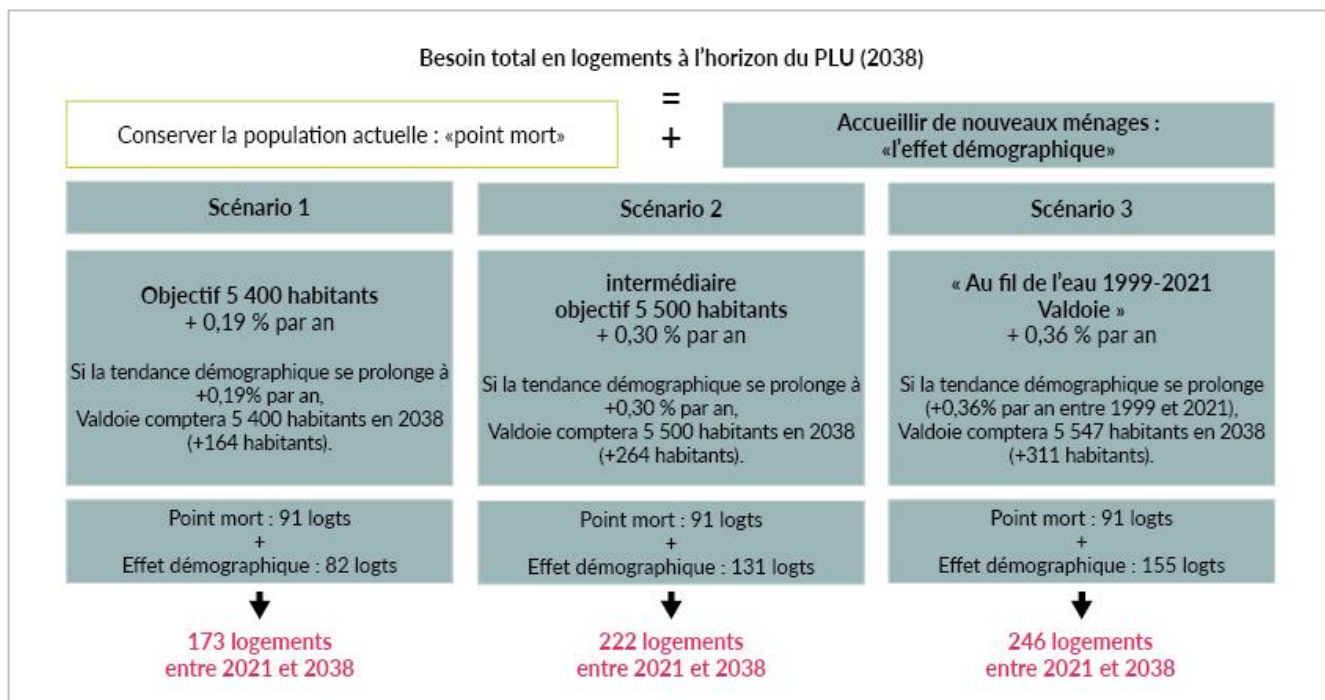 Besoin total en logements à l'horizon du PLU (2038)
=
Conserver la population actuelle : «point mort»
+
Accueillir de nouveaux ménages :
«l'effet démographique»
Scénario 1
Scénario 2
Scénario 3
Objectif 5 400 habitants
+ 0,19 % par an
Si la tendance démographique se prolonge à
+0,19% par an,
Valdoie comptera 5 400 habitants en 2038
(+164 habitants).
intermédiaire
objectif 5 500 habitants
+ 0,30 % par an
Si la tendance démographique se prolonge à
+0,30 % par an,
Valdoie comptera 5 500 habitants en 2038
(+264 habitants).
« Au fil de l'eau 1999-2021
Valdoie »
+ 0,36 % par an
Si la tendance démographique se prolonge
(+0,36% par an entre 1999 et 2021),
Valdoie comptera 5 547 habitants en 2038
(+311 habitants).
Point mort : 91 logts
+
Effet démographique : 82 logts
Point mort : 91 logts
+
Effet démographique : 131 logts
Point mort : 91 logts
+
Effet démographique : 155 logts
173 logements
entre 2021 et 2038
222 logements
entre 2021 et 2038
246 logements
entre 2021 et 2038